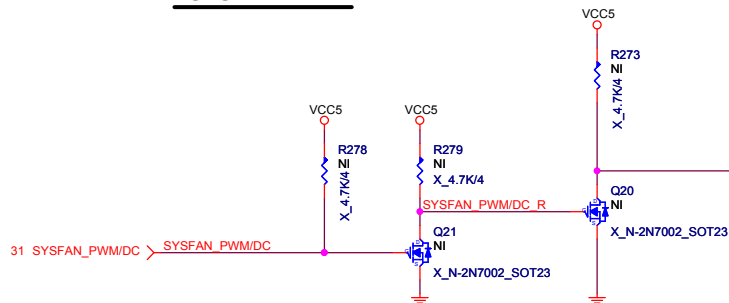 VCC5
R273
NI
X_4.7K/4
VCC5
VCC5
R278
NI
X_4.7K/4
R279
NI
X_4.7K/4
SYSFAN_PWM/DC_R
Q20
NI
X_N-2N7002_SOT23
31 SYSFAN_PWM/DC
SYSFAN_PWM/DC
Q21
NI
X_N-2N7002_SOT23